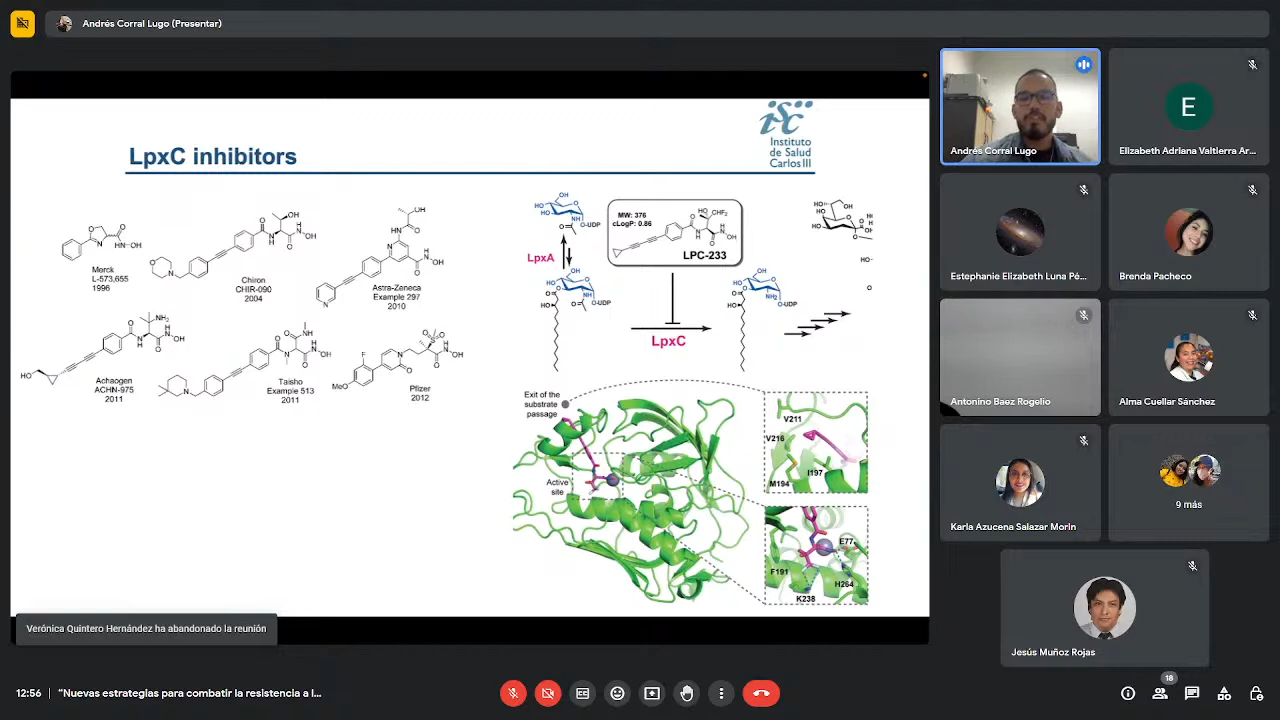 Andrés Corral Lugo (Presentar)
LpxC inhibitors
isc
Instituto
de Salud
Carlos III
Merck
L-573,655
1996
Chiron
CHIR-090
2004
Astra-Zeneca
Example 297
2010
Achaogen
ACHN-975
2011
Taisho
Example 513
2011
Pfizer
2012
MeO
LpxA
MW: 376
cLogP: 0.86
LPC-233
LpxC
Exit of the
substrate
passage
Active
site
V211
V216
I197
M194
E77
F191
H264
K238
Andrés Corral Lugo
E
Elizabeth Adriana Valtierra Ar...
Estephanie Elizabeth Luna Pé...
Brenda Pacheco
Antonino Baez Rogelio
Alma Cuellar Sánchez
Karla Azucena Salazar Morin
9 más
Jesús Muñoz Rojas
Verónica Quintero Hernández ha abandonado la reunión
12:56
"Nuevas estrategias para combatir la resistencia a l...
18